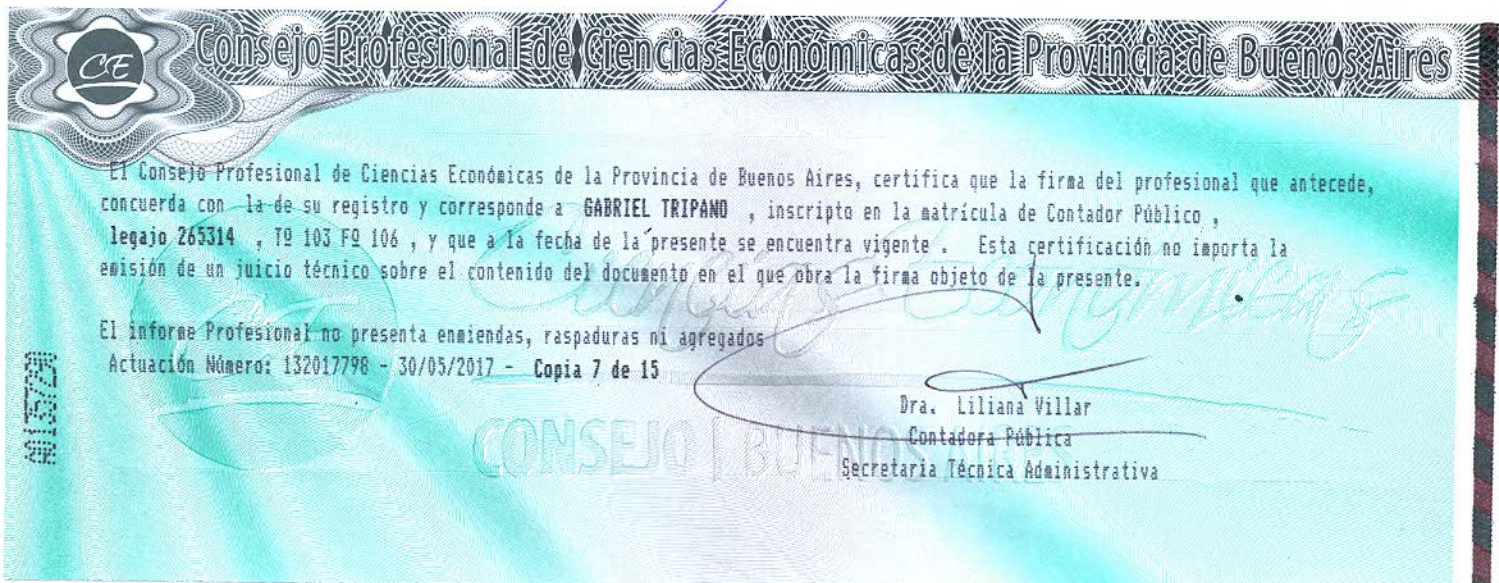 CE
Consejo Profesional de Ciencias Económicas de la Provincia de Buenos Aires
El Consejo Profesional de Ciencias Económicas de la Provincia de Buenos Aires, certifica que la firma del profesional que antecede,
concuerda con la de su registro y corresponde a GABRIEL TRIPANO , inscripto en la matrícula de Contador Público ,
legajo 265314 , Tº 103 Fº 106 , y que a la fecha de la presente se encuentra vigente . Esta certificación no importa la
emisión de un juicio técnico sobre el contenido del documento en el que obra la firma objeto de la presente.
Ciencias Económicas
El informe Profesional no presenta enmiendas, raspaduras ni agregados
Actuación Número: 132017798 - 30/05/2017 - Copia 7 de 15
Dra. Liliana Villar
Contadora Pública
Secretaria Técnica Administrativa
CONSEJO | BUENOS AIRES